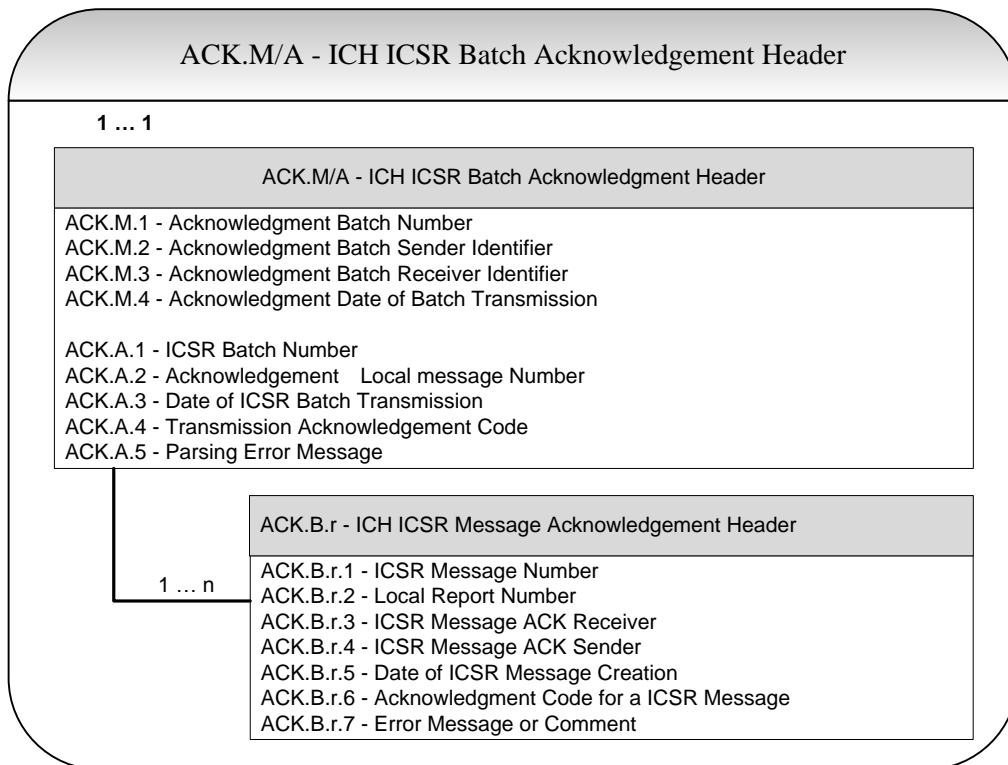 ACK.M/A - ICH ICSR Batch Acknowledgement Header
1 … 1
ACK.M/A - ICH ICSR Batch Acknowledgment Header
ACK.M.1 - Acknowledgment Batch Number
ACK.M.2 - Acknowledgment Batch Sender Identifier
ACK.M.3 - Acknowledgment Batch Receiver Identifier
ACK.M.4 - Acknowledgment Date of Batch Transmission
ACK.A.1 - ICSR Batch Number
ACK.A.2 - Acknowledgement Local message Number
ACK.A.3 - Date of ICSR Batch Transmission
ACK.A.4 - Transmission Acknowledgement Code
ACK.A.5 - Parsing Error Message
1 … n
ACK.B.r - ICH ICSR Message Acknowledgement Header
ACK.B.r.1 - ICSR Message Number
ACK.B.r.2 - Local Report Number
ACK.B.r.3 - ICSR Message ACK Receiver
ACK.B.r.4 - ICSR Message ACK Sender
ACK.B.r.5 - Date of ICSR Message Creation
ACK.B.r.6 - Acknowledgment Code for a ICSR Message
ACK.B.r.7 - Error Message or Comment